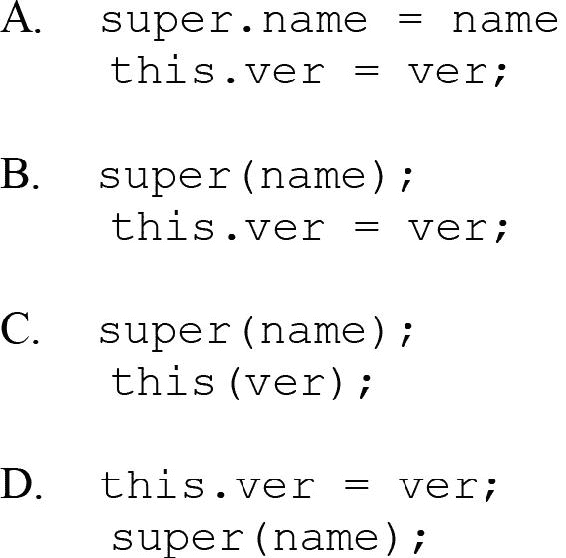 A. super.name = name
this.ver = ver;
B. super(name);
this.ver = ver;
C. super(name);
this(ver);
D. this.ver = ver;
super(name);